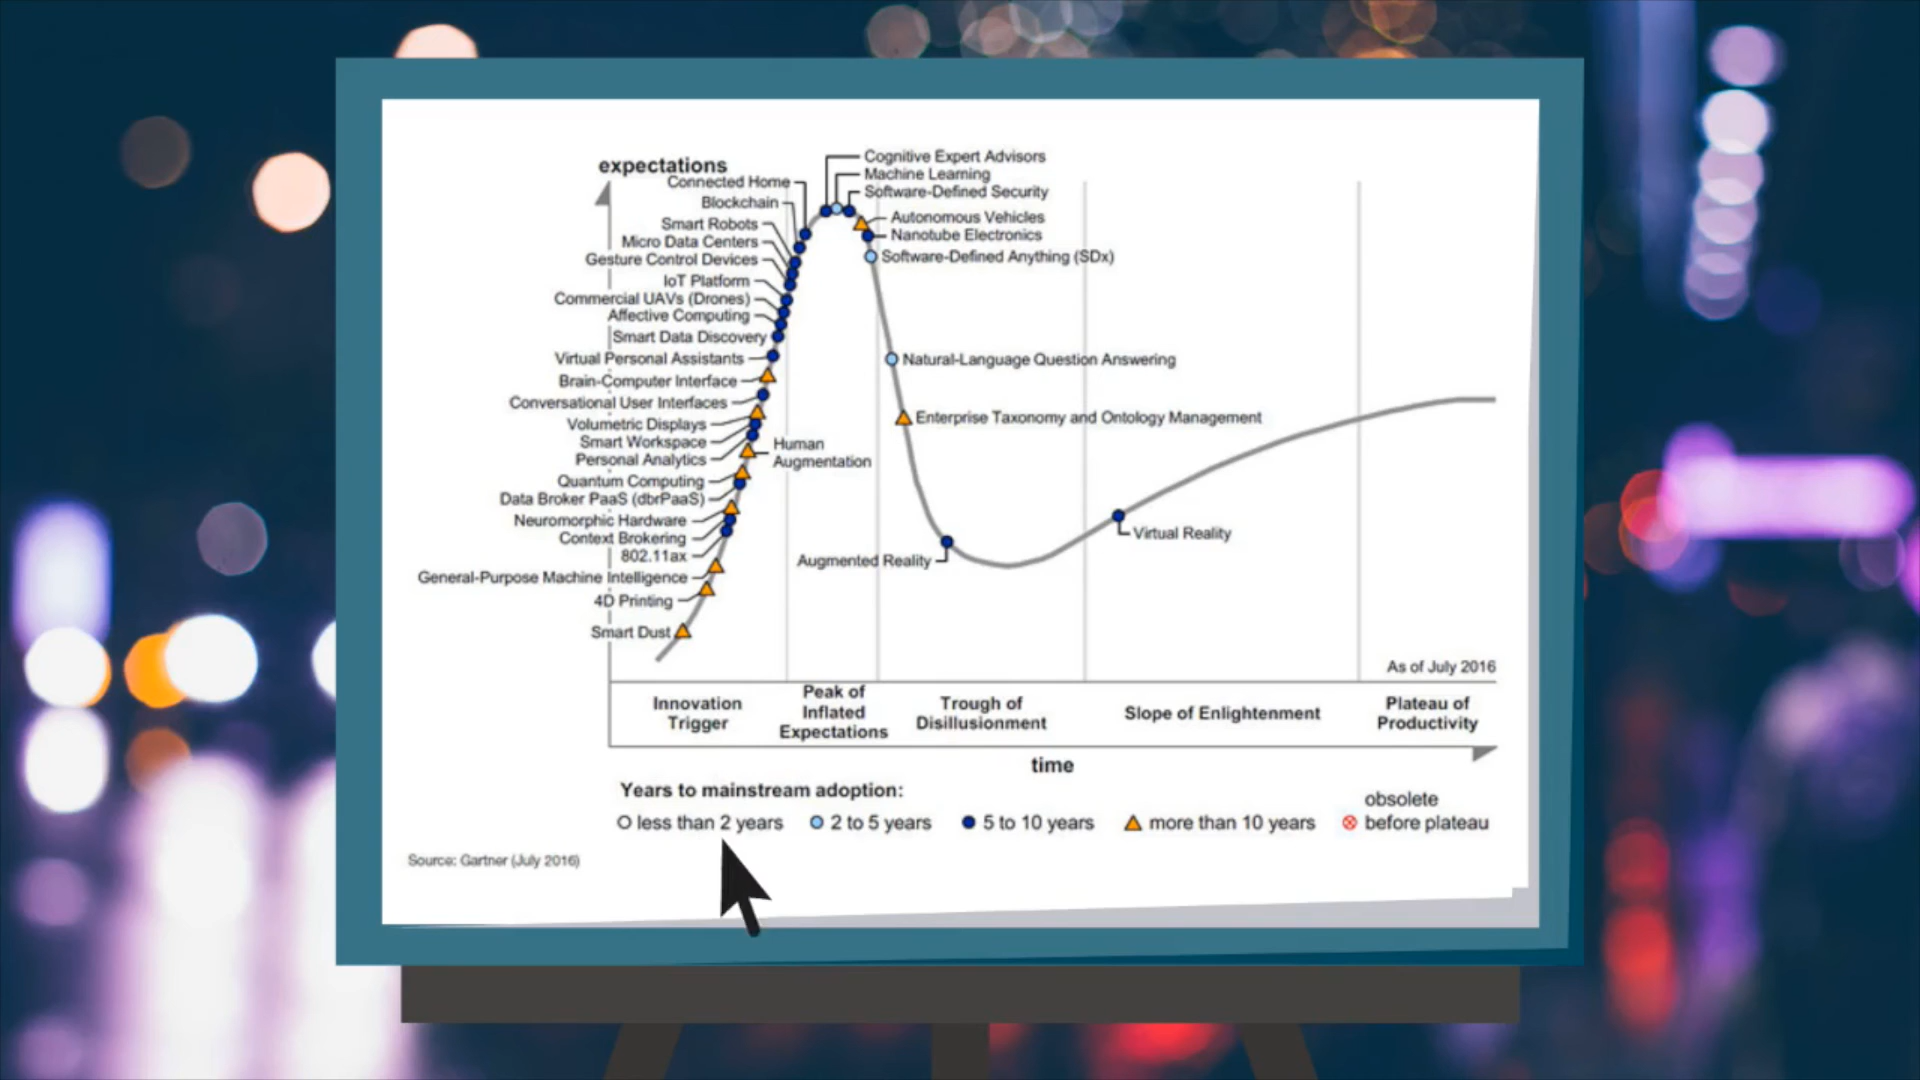 expectations
Connected Home
Blockchain
Smart Robots
Micro Data Centers
Gesture Control Devices
IoT Platform
Commercial UAVs (Drones)
Affective Computing
Smart Data Discovery
Virtual Personal Assistants
Brain-Computer Interface
Conversational User Interfaces
Volumetric Displays
Smart Workspace
Personal Analytics
Quantum Computing
Data Broker PaaS (dbrPaaS)
Neuromorphic Hardware
Context Brokering
802.11ax
General-Purpose Machine Intelligence
4D Printing
Smart Dust
Human
Augmentation
Cognitive Expert Advisors
Machine Learning
Software-Defined Security
Autonomous Vehicles
Nanotube Electronics
Software-Defined Anything (SDx)
Natural-Language Question Answering
Enterprise Taxonomy and Ontology Management
Augmented Reality
Virtual Reality
As of July 2016
Innovation
Trigger
Peak of
Inflated
Expectations
Trough of
Disillusionment
Slope of Enlightenment
Plateau of
Productivity
time
Years to mainstream adoption:
less than 2 years
2 to 5 years
5 to 10 years
more than 10 years
obsolete
before plateau
Source: Gartner (July 2016)